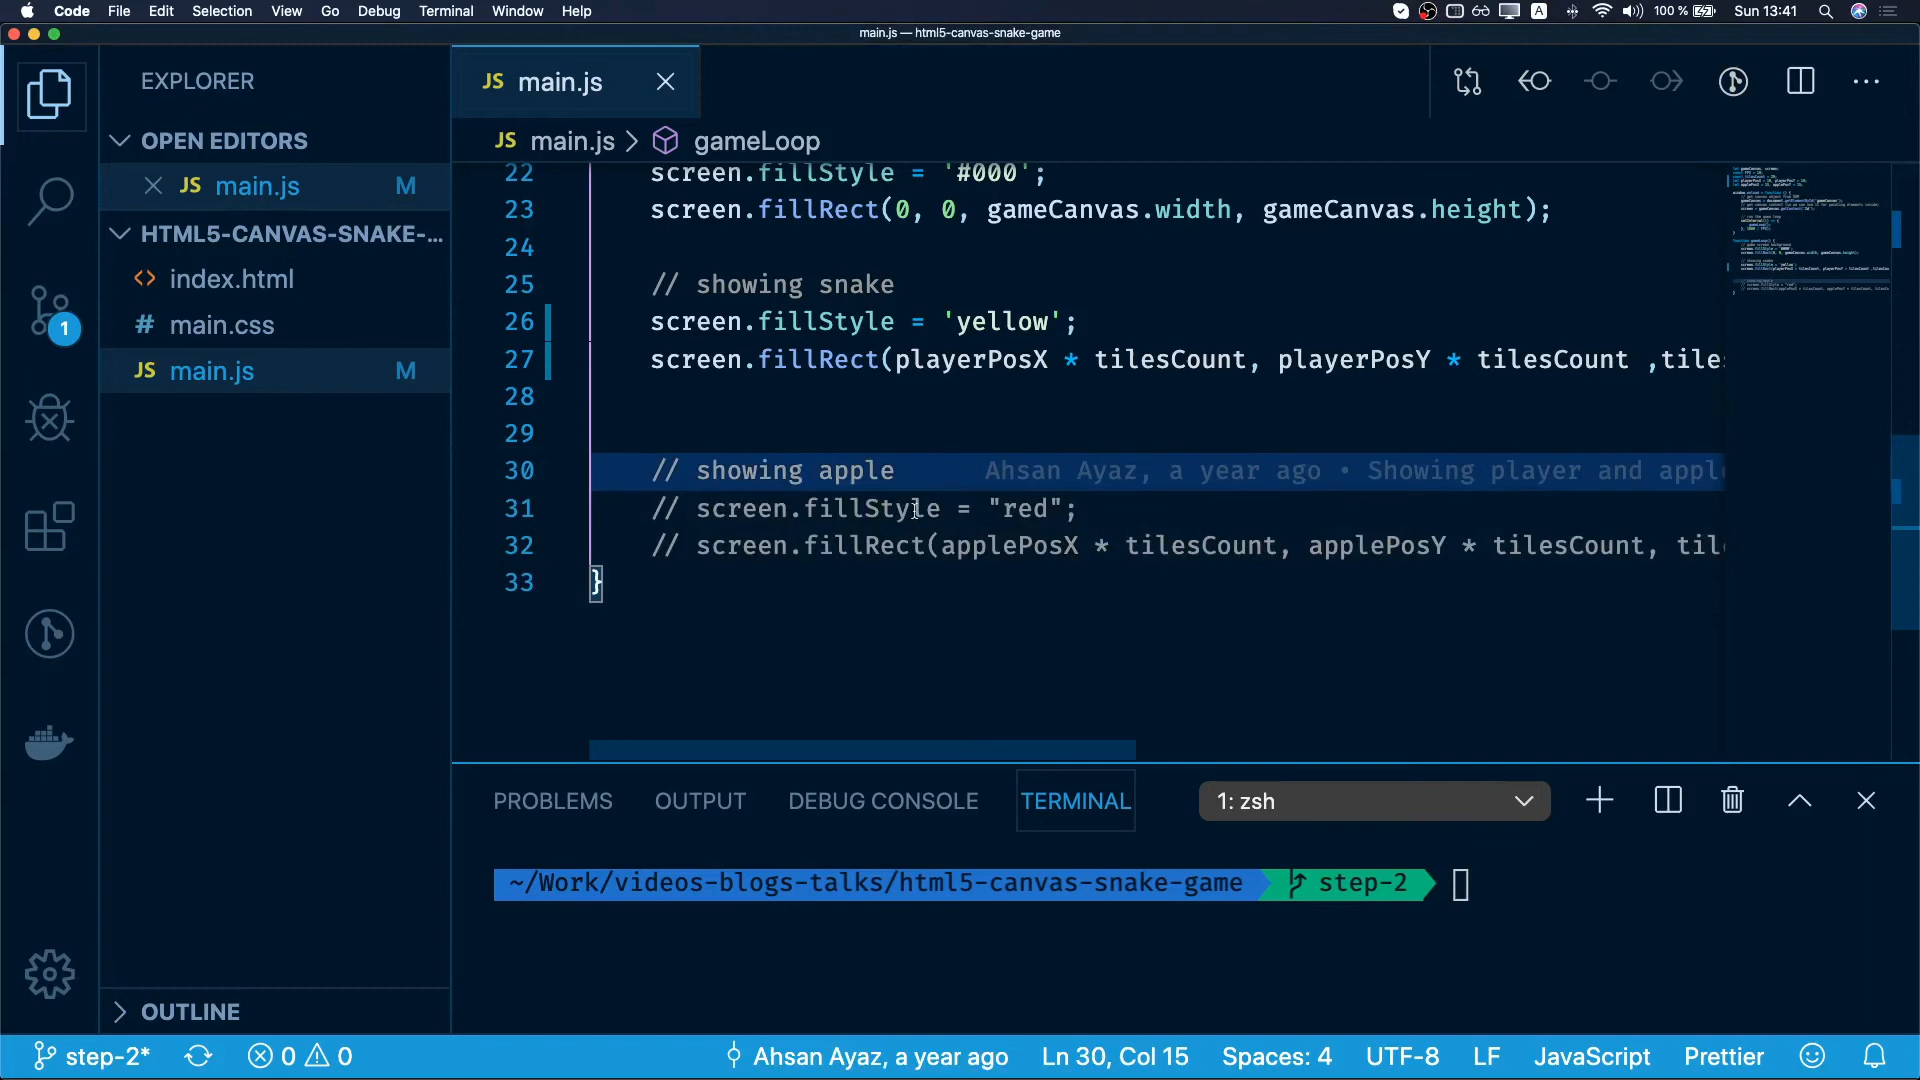 Code File Edit Selection View Go Debug Terminal Window Help
A 100 % Sun 13:41
main.js — html5-canvas-snake-game
EXPLORER
OPEN EDITORS
JS main.js M
HTML5-CANVAS-SNAKE-...
<> index.html
# main.css
JS main.js M
OUTLINE
1
JS main.js
JS main.js > gameLoop
22 screen.fillStyle = '#000';
23 screen.fillRect(0, 0, gameCanvas.width, gameCanvas.height);
24
25 // showing snake
26 screen.fillStyle = 'yellow';
27 screen.fillRect(playerPosX * tilesCount, playerPosY * tilesCount ,tiles
28
29
30 // showing apple Ahsan Ayaz, a year ago • Showing player and apple
31 // screen.fillStyle = "red";
32 // screen.fillRect(applePosX * tilesCount, applePosY * tilesCount, til
33 }
PROBLEMS OUTPUT DEBUG CONSOLE TERMINAL 1: zsh
~/Work/videos-blogs-talks/html5-canvas-snake-game step-2
step-2* 0 0 Ahsan Ayaz, a year ago Ln 30, Col 15 Spaces: 4 UTF-8 LF JavaScript Prettier